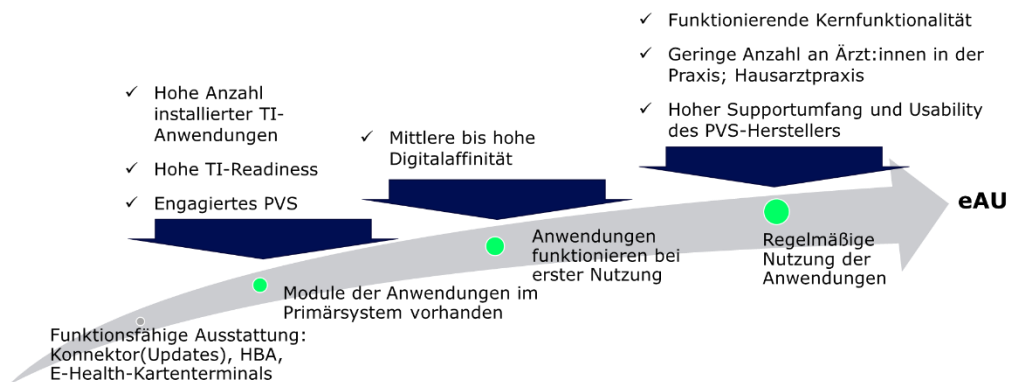 ✓ Funktionierende Kernfunktionalität
✓ Geringe Anzahl an Ärzt:innen in der
Praxis; Hausarztpraxis
✓ Hoher Supportumfang und Usability
des PVS-Herstellers
✓ Hohe Anzahl
installierter TI-
Anwendungen
✓ Hohe TI-Readiness
✓ Engagiertes PVS
✓ Mittlere bis hohe
Digitalaffinität
eAU
Regelmäßige
Nutzung der
Anwendungen
Anwendungen
funktionieren bei
erster Nutzung
Module der Anwendungen im
Primärsystem vorhanden
Funktionsfähige Ausstattung:
Konnektor(Updates), HBA,
E-Health-Kartenterminals